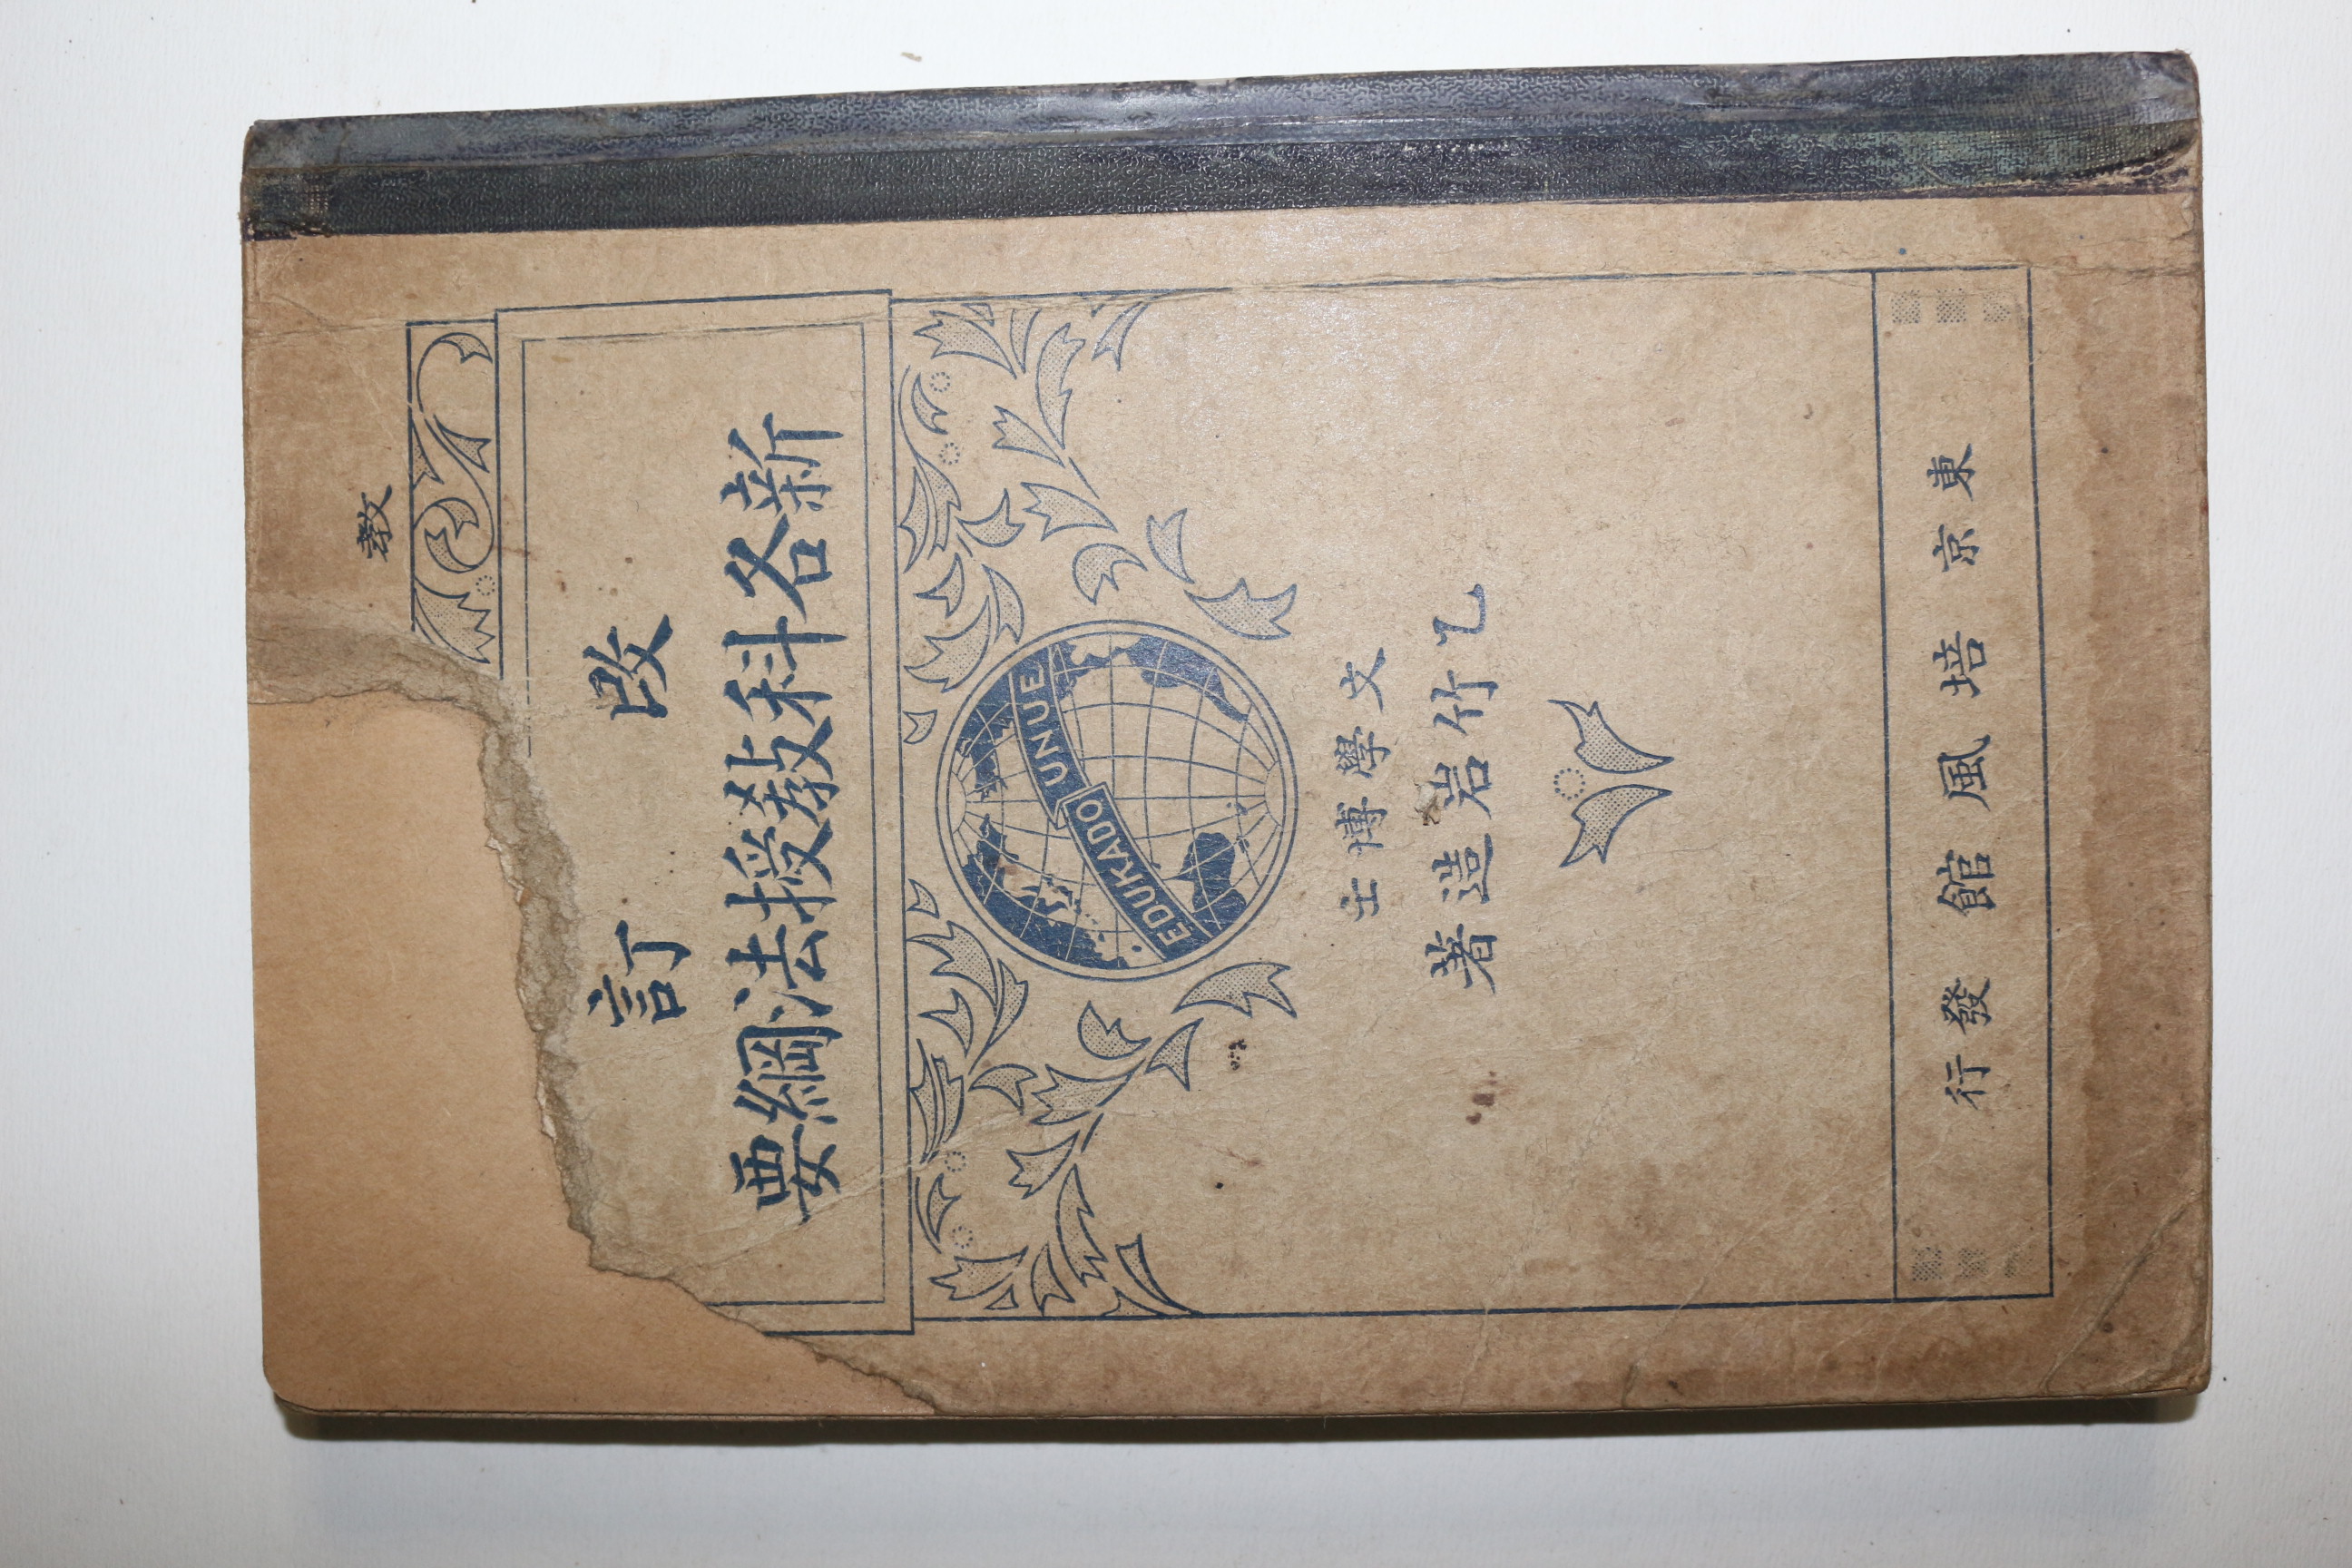 教
改訂
新各科教授法綱要
EDUKADO UNUE
文學博士
乙竹岩造著
東京培風館發行